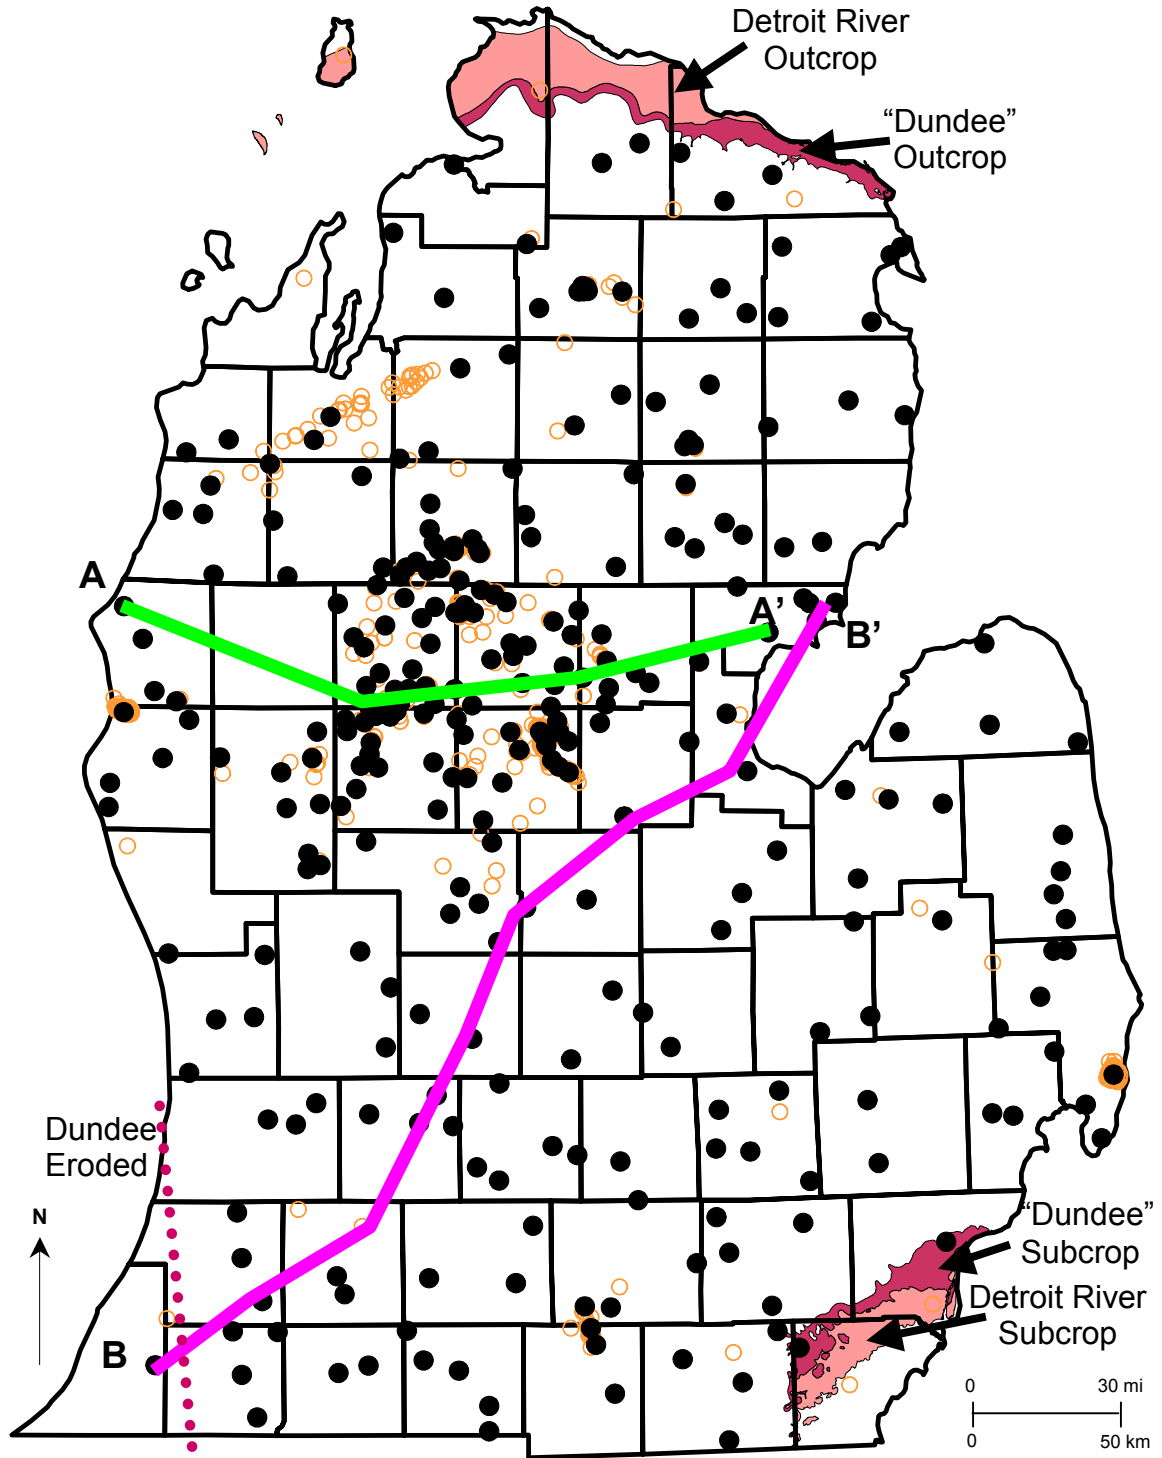 Detroit River
Outcrop
“Dundee”
Outcrop
A
A’
B’
Dundee
Eroded
N
“Dundee”
Subcrop
Detroit River
Subcrop
B
0 30 mi
0 50 km